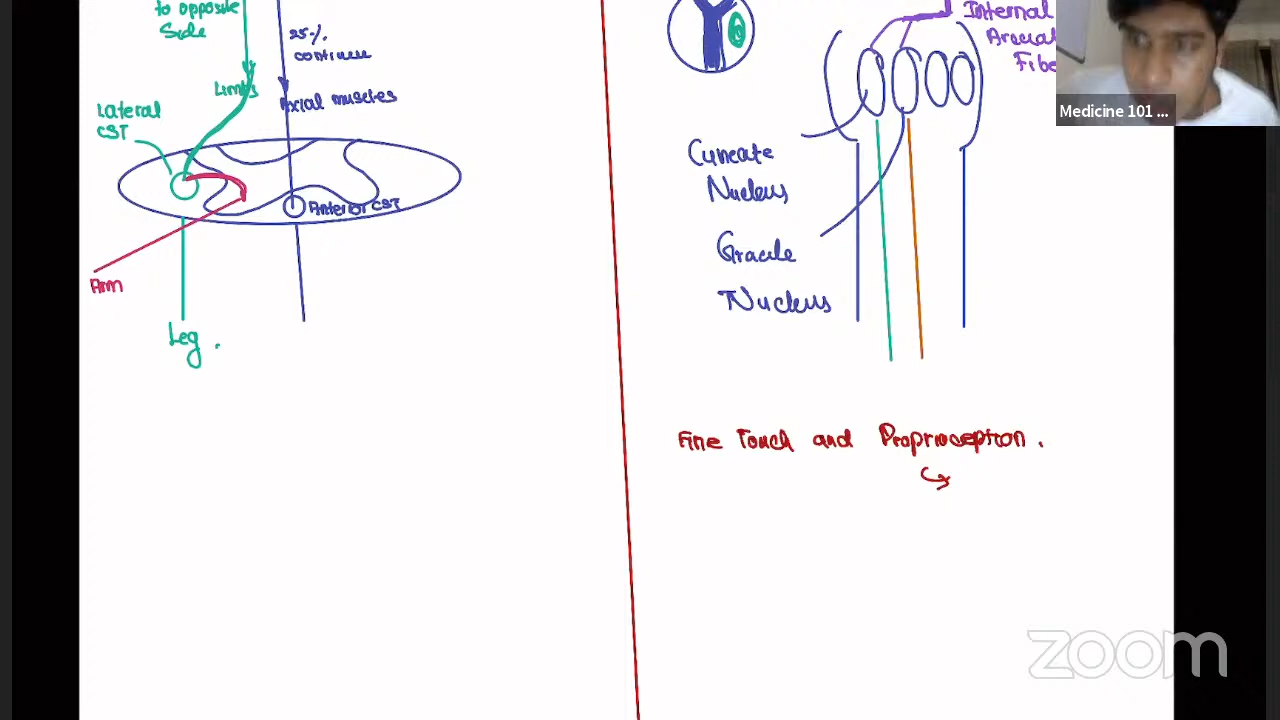 to opposite
Side
25%
continue
Limbs
Axial muscles
Lateral
CST
Anterior CST
Arm
Leg.
Internal
Arcuate
Fibe
Cuneate
Nucleus
Gracile
Nucleus
Fine Touch and Proprioception.
Medicine 101 ...
zoom